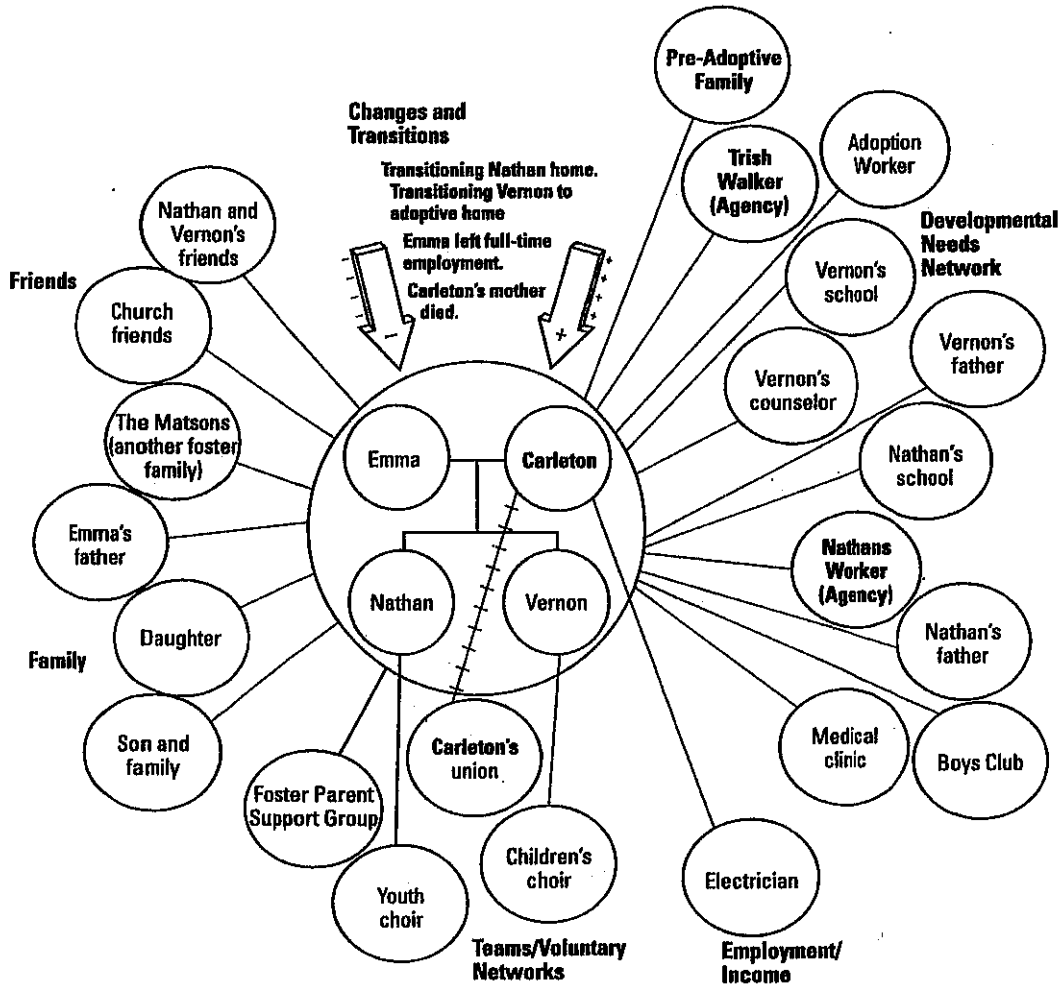 Pre-Adoptive
Family
Changes and
Transitions
Transitioning Nathan home.
Transitioning Vernon to
adoptive home
Emma left full-time
employment.
Carleton's mother
died.
Trish
Walker
(Agency)
Adoption
Worker
Developmental
Needs
Network
Nathan and
Vernon's
friends
Friends
Church
friends
Vernon's
school
Vernon's
father
The Matsons
(another foster
family)
Vernon's
counselor
Emma
Carleton
Nathan's
school
Emma's
father
Nathans
Worker
(Agency)
Nathan
Vernon
Daughter
Family
Nathan's
father
Son and
family
Carleton's
union
Medical
clinic
Boys Club
Foster Parent
Support Group
Children's
choir
Youth
choir
Electrician
Teams/Voluntary
Networks
Employment/
Income